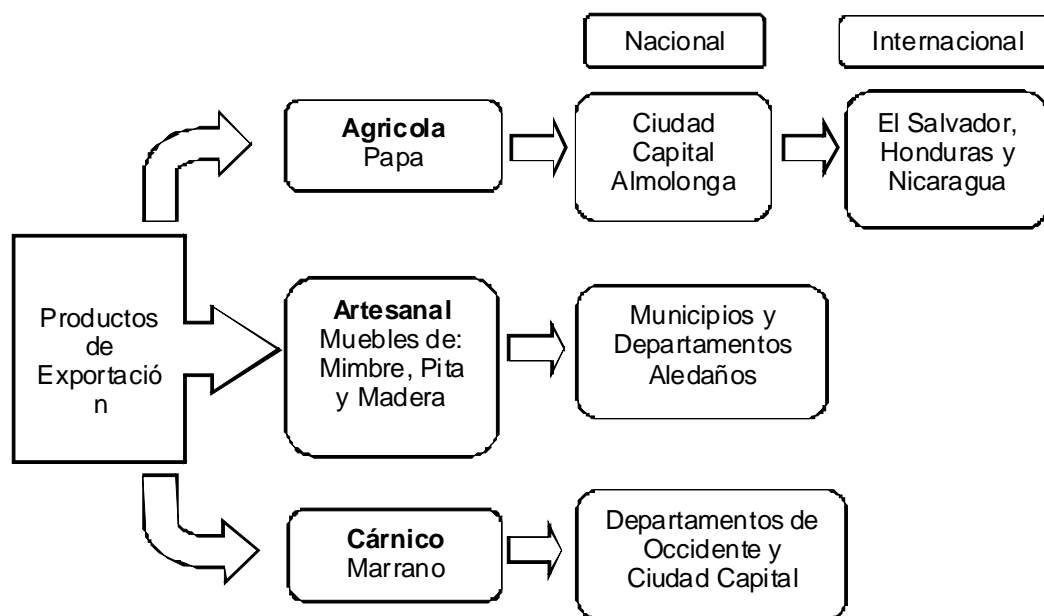 Nacional
Internacional
Agricola
Papa
Ciudad
Capital
Almolonga
El Salvador,
Honduras y
Nicaragua
Productos
de
Exportació
n
Artesanal
Muebles de:
Mimbre, Pita
y Madera
Municipios y
Departamentos
Aledaños
Cárnico
Marrano
Departamentos de
Occidente y
Ciudad Capital